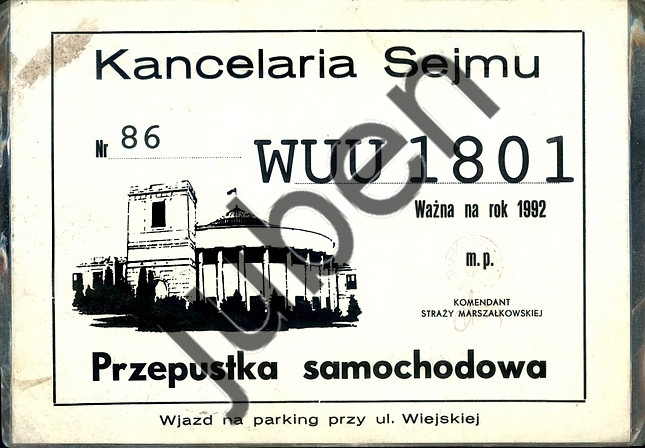 Kancelaria Sejmu
Nr 86
WUU 1801
Ważna na rok 1992
m.p.
KOMENDANT
STRAŻY MARSZAŁKOWSKIEJ
Przepustka samochodowa
Wjazd na parking przy ul. Wiejskiej
juben